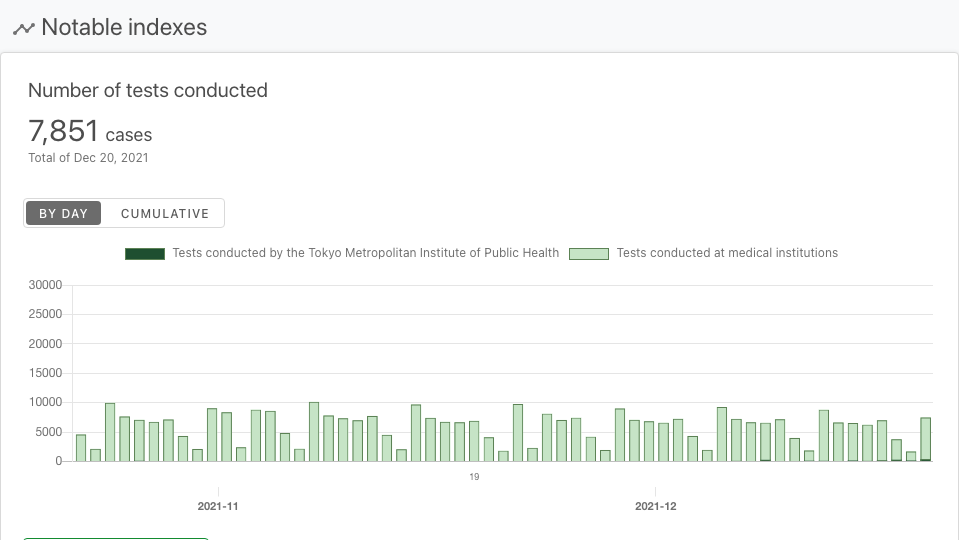 Notable indexes
Number of tests conducted
7,851 cases
Total of Dec 20, 2021
BY DAY CUMULATIVE
Tests conducted by the Tokyo Metropolitan Institute of Public Health Tests conducted at medical institutions
30000
25000
20000
15000
10000
5000
0
19
2021-11 2021-12